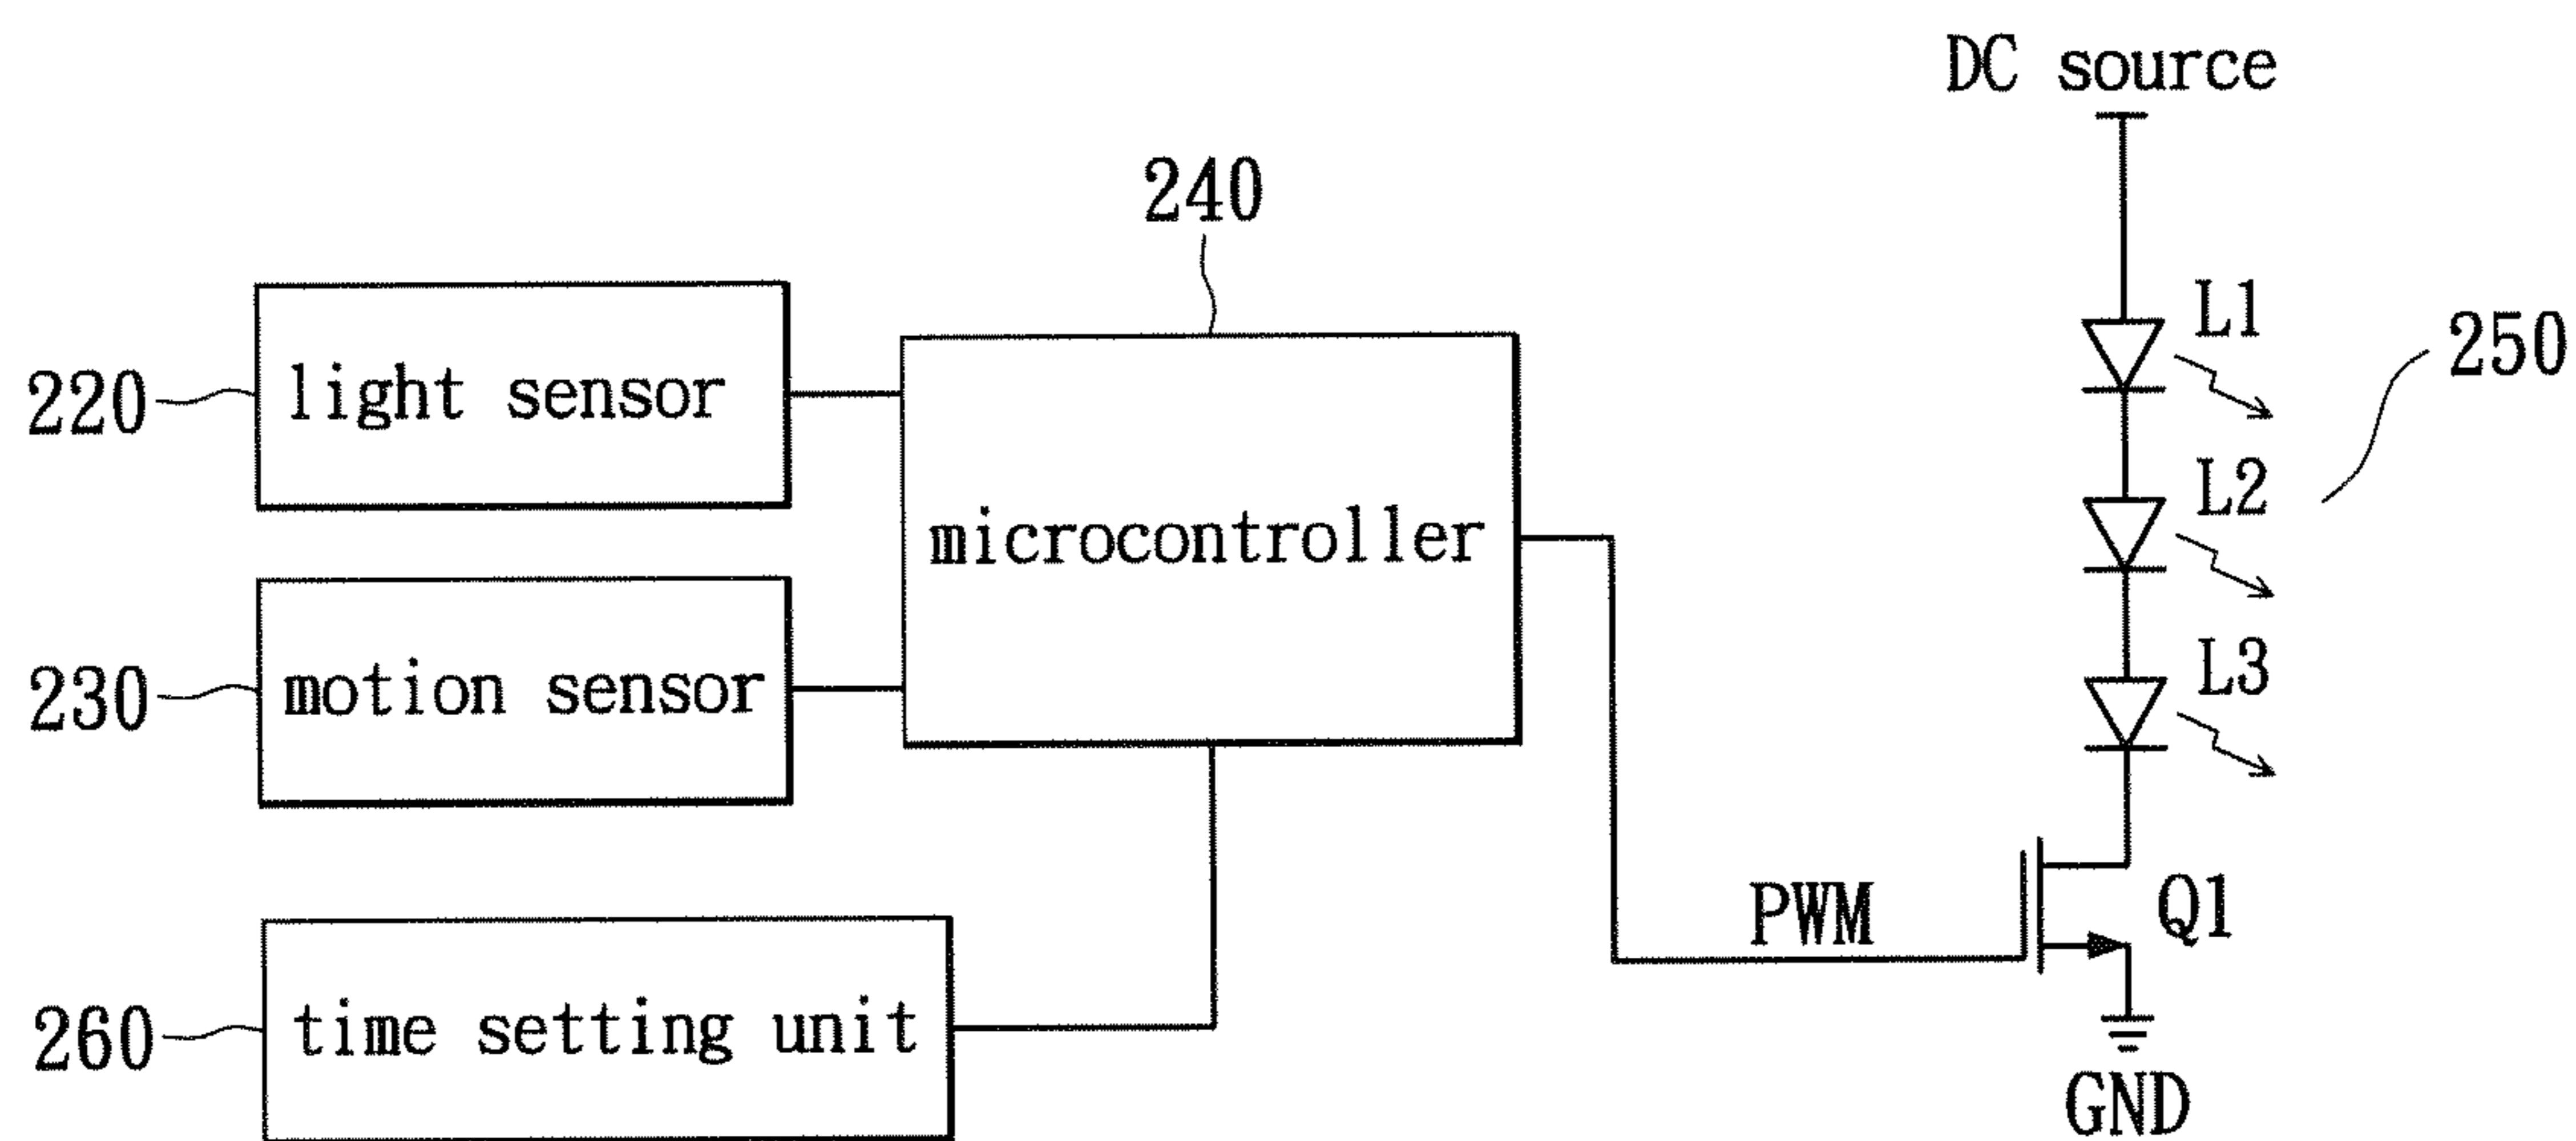 DC source
240
L1
250
220
light sensor
L2
microcontroller
L3
230
motion sensor
PWM
Q1
260
time setting unit
GND